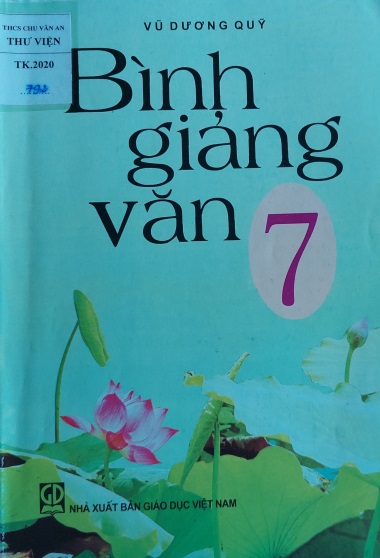 VŨ DƯƠNG QUỸ
THCS CHU VĂN AN
THƯ VIỆN
TK.2020
Bình
giảng
văn 7
GD
NHÀ XUẤT BẢN GIÁO DỤC VIỆT NAM